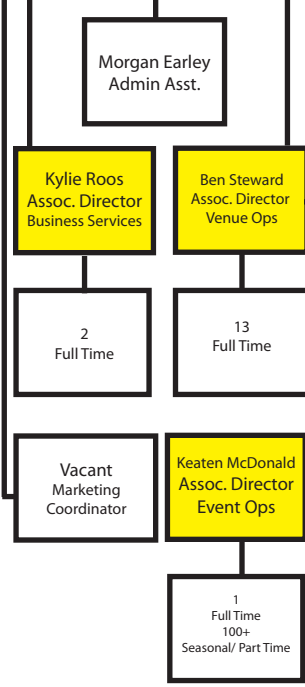 Morgan Earley
Admin Asst.
Kylie Roos
Assoc. Director
Business Services
Ben Steward
Assoc. Director
Venue Ops
2
Full Time
13
Full Time
Vacant
Marketing
Coordinator
Keaten McDonald
Assoc. Director
Event Ops
1
Full Time
100+
Seasonal/ Part Time